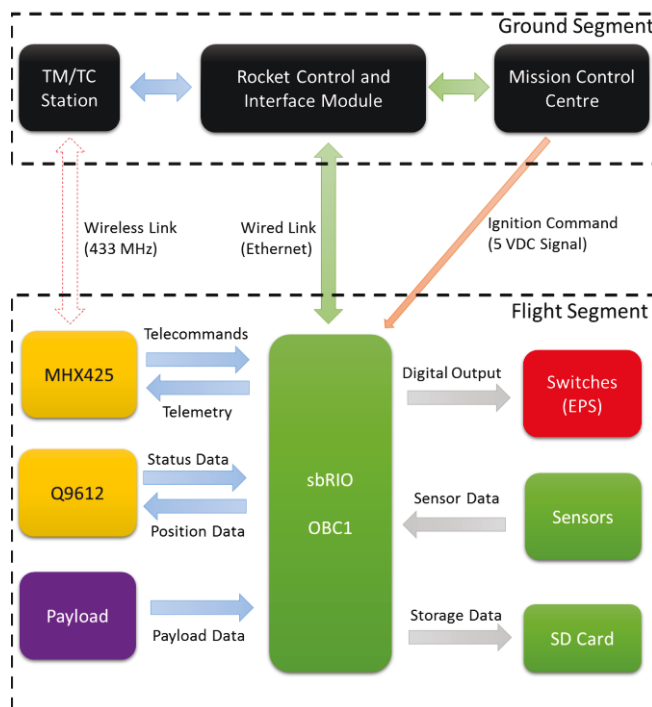 Ground Segment
TM/TC
Station
Rocket Control and
Interface Module
Mission Control
Centre
Wireless Link
(433 MHz)
Wired Link
(Ethernet)
Ignition Command
(5 VDC Signal)
Flight Segment
MHX425
Telecommands
Telemetry
Digital Output
Switches
(EPS)
Q9612
Status Data
Position Data
sbRIO
OBC1
Sensor Data
Sensors
Payload
Payload Data
Storage Data
SD Card